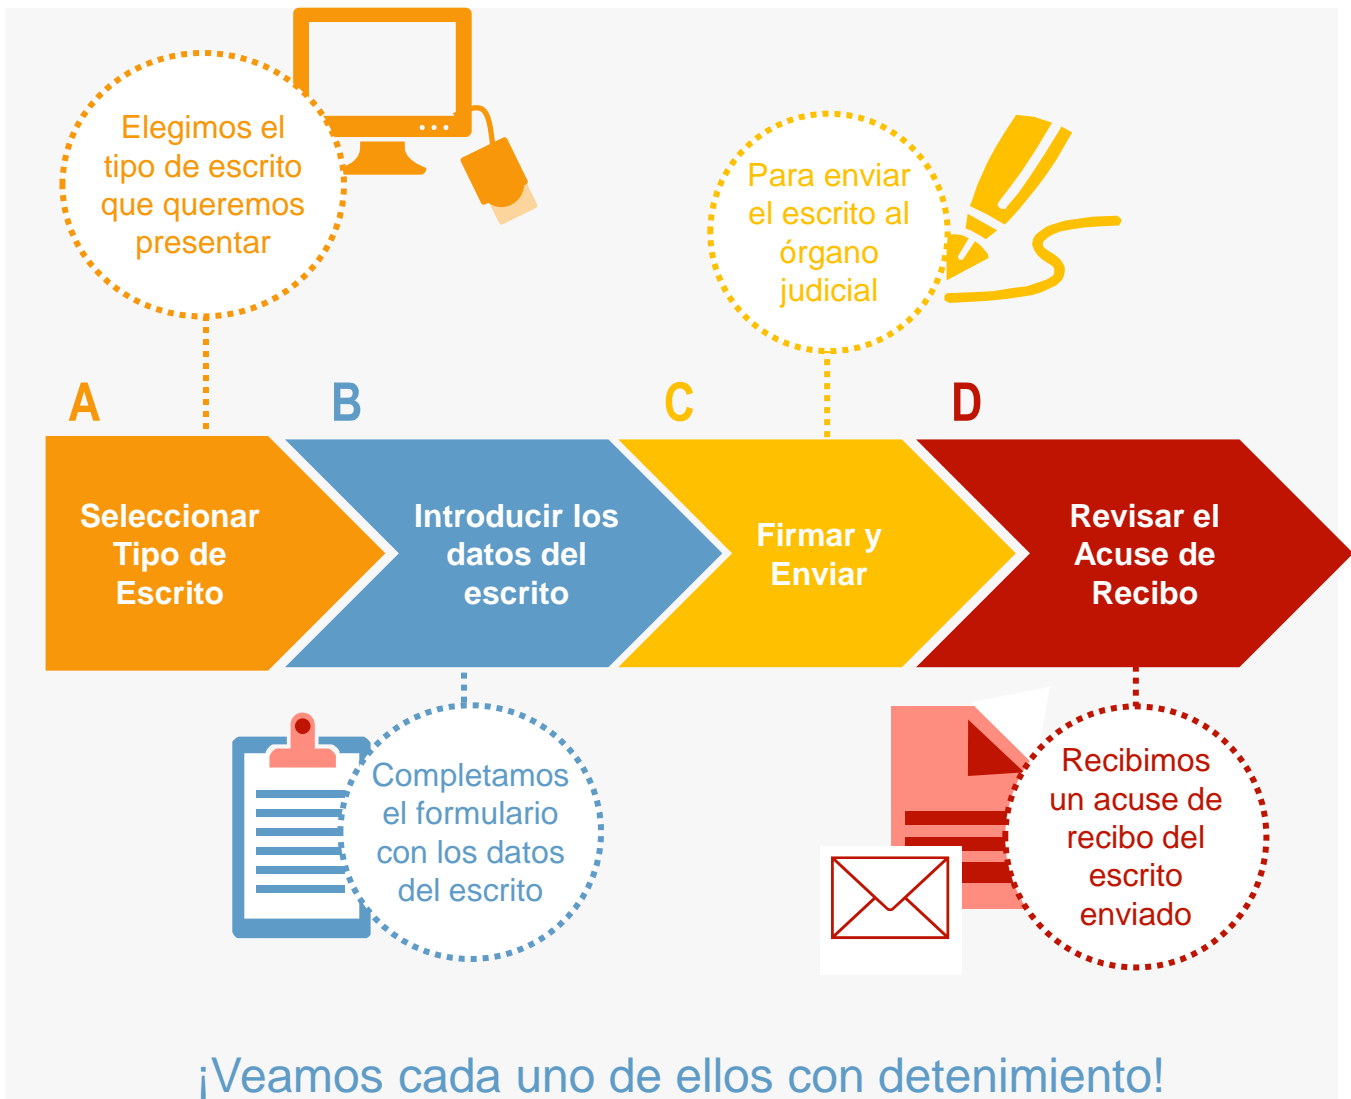 Elegimos el
tipo de escrito
que queremos
presentar
Para enviar
el escrito al
órgano
judicial
A
B
C
D
Seleccionar
Tipo de
Escrito
Introducir los
datos del
escrito
Firmar y
Enviar
Revisar el
Acuse de
Recibo
Completamos
el formulario
con los datos
del escrito
Recibimos
un acuse de
recibo del
escrito
enviado
¡Veamos cada uno de ellos con detenimiento!